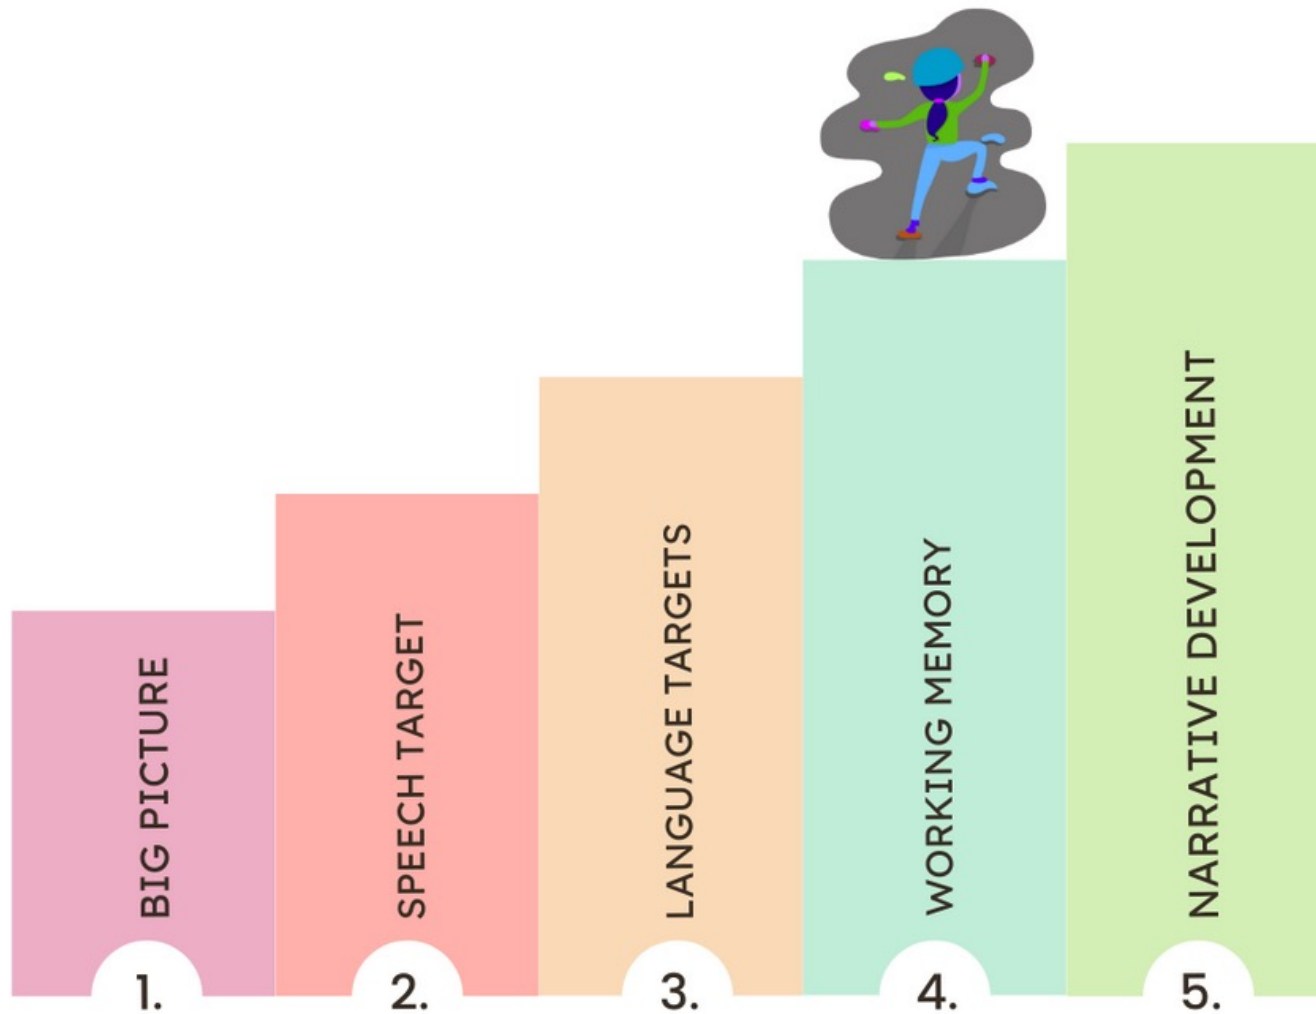 BIG PICTURE
1.
SPEECH TARGET
2.
LANGUAGE TARGETS
3.
WORKING MEMORY
4.
NARRATIVE DEVELOPMENT
5.